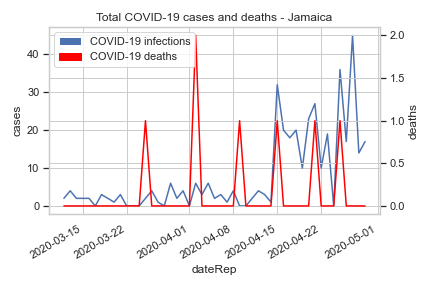 Total COVID-19 cases and deaths - Jamaica
COVID-19 infections
COVID-19 deaths
cases
40
30
20
10
0
deaths
2.0
1.5
1.0
0.5
0.0
2020-03-15
2020-03-22
2020-04-01
2020-04-08
2020-04-15
2020-04-22
2020-05-01
dateRep